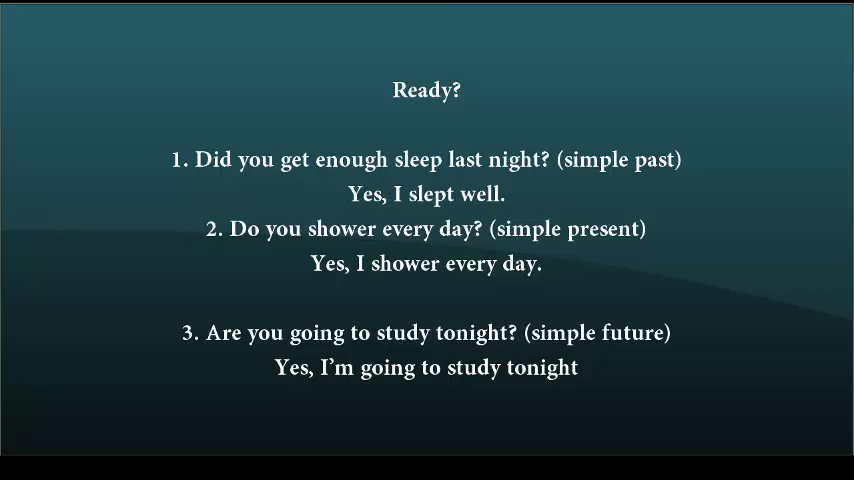 Ready?
1. Did you get enough sleep last night? (simple past)
Yes, I slept well.
2. Do you shower every day? (simple present)
Yes, I shower every day.
3. Are you going to study tonight? (simple future)
Yes, I’m going to study tonight